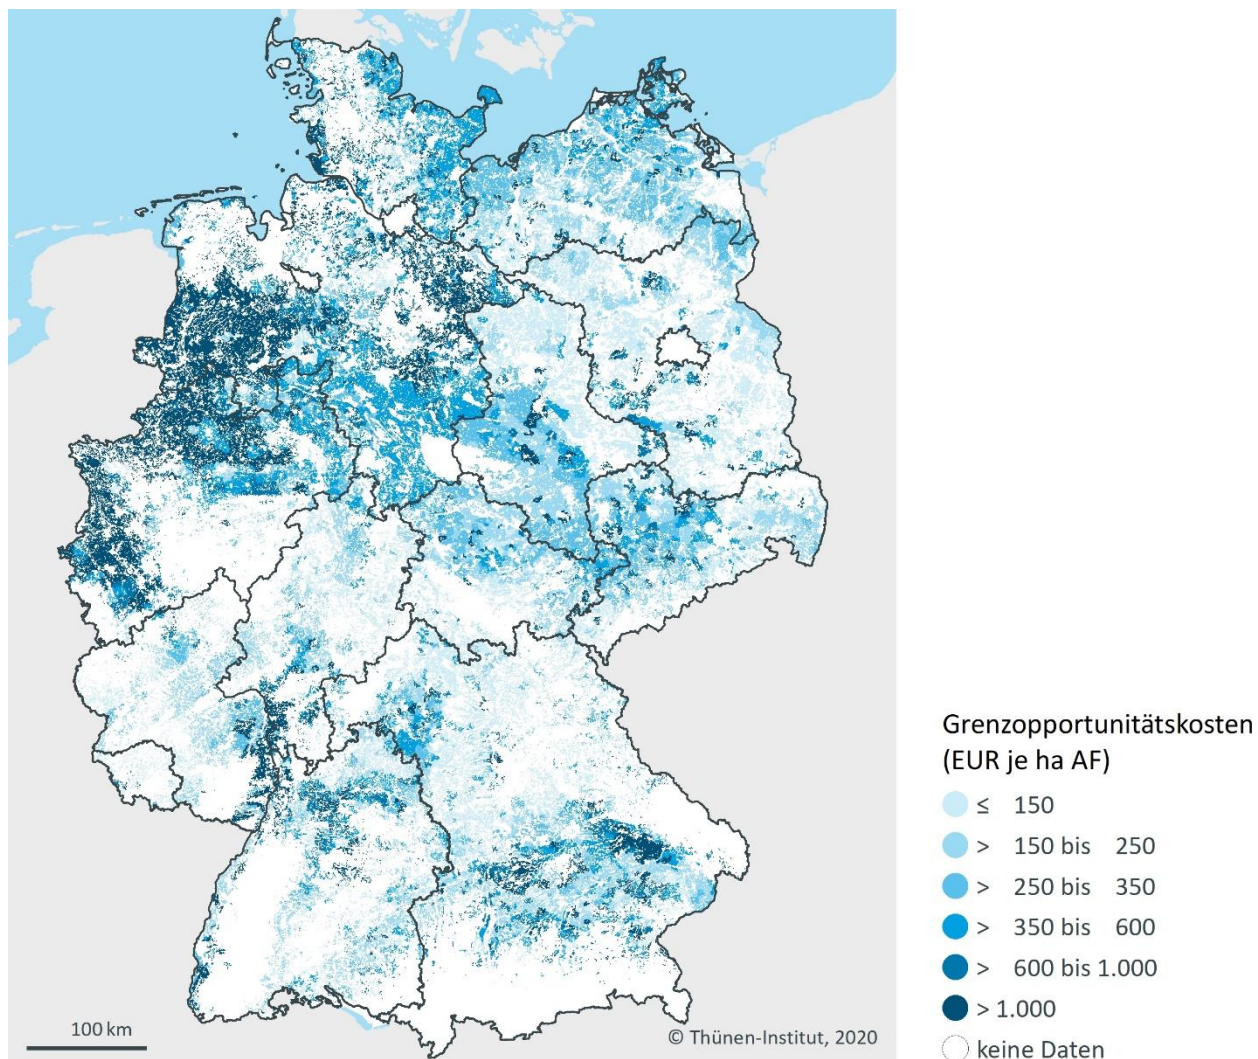 Grenzopportunitätskosten
(EUR je ha AF)
≤ 150
> 150 bis 250
> 250 bis 350
> 350 bis 600
> 600 bis 1.000
> 1.000
keine Daten
100 km
© Thünen-Institut, 2020